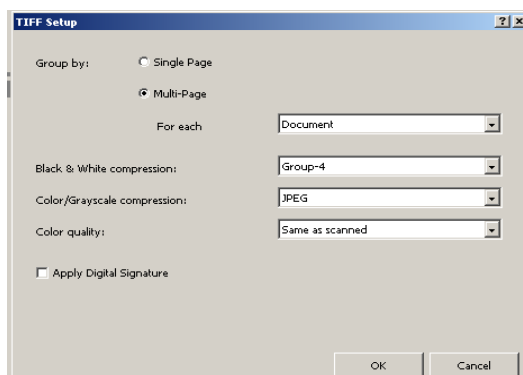 TIFF Setup
Group by: Single Page
Multi-Page
For each Document
Black & White compression: Group-4
Color/Grayscale compression: JPEG
Color quality: Same as scanned
Apply Digital Signature
OK Cancel